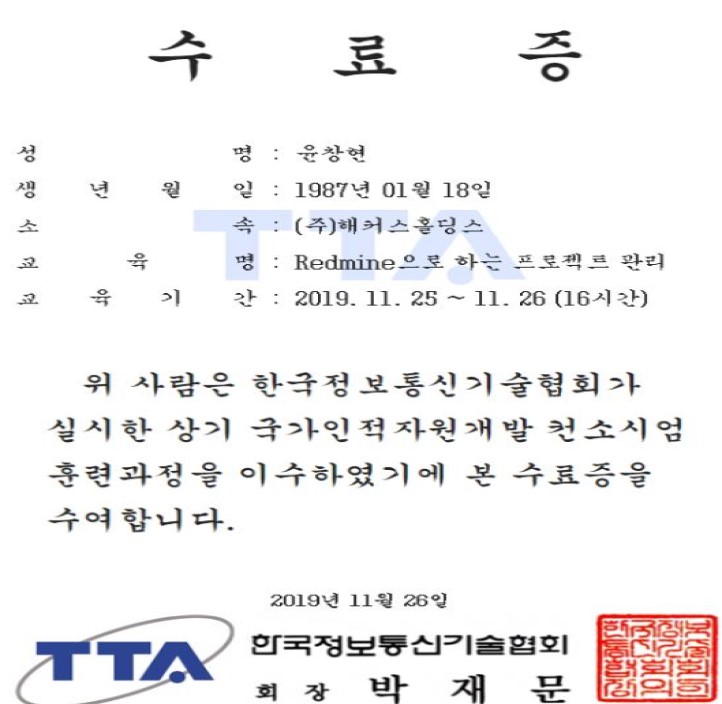 수 료 증
성 명 : 윤창현
생 년 월 일 : 1987년 01월 18일
소 속 : (주)해커스홀딩스
교 육 명 : Redmine으로 하는 프로젝트 관리
교 육 기 간 : 2019. 11. 25 ~ 11. 26 (16시간)
TTA
위 사람은 한국정보통신기술협회가
실시한 상기 국가인적자원개발 컨소시엄
훈련과정을 이수하였기에 본 수료증을
수여합니다.
2019년 11월 26일
TTA 한국정보통신기술협회
회 장 박 재 문